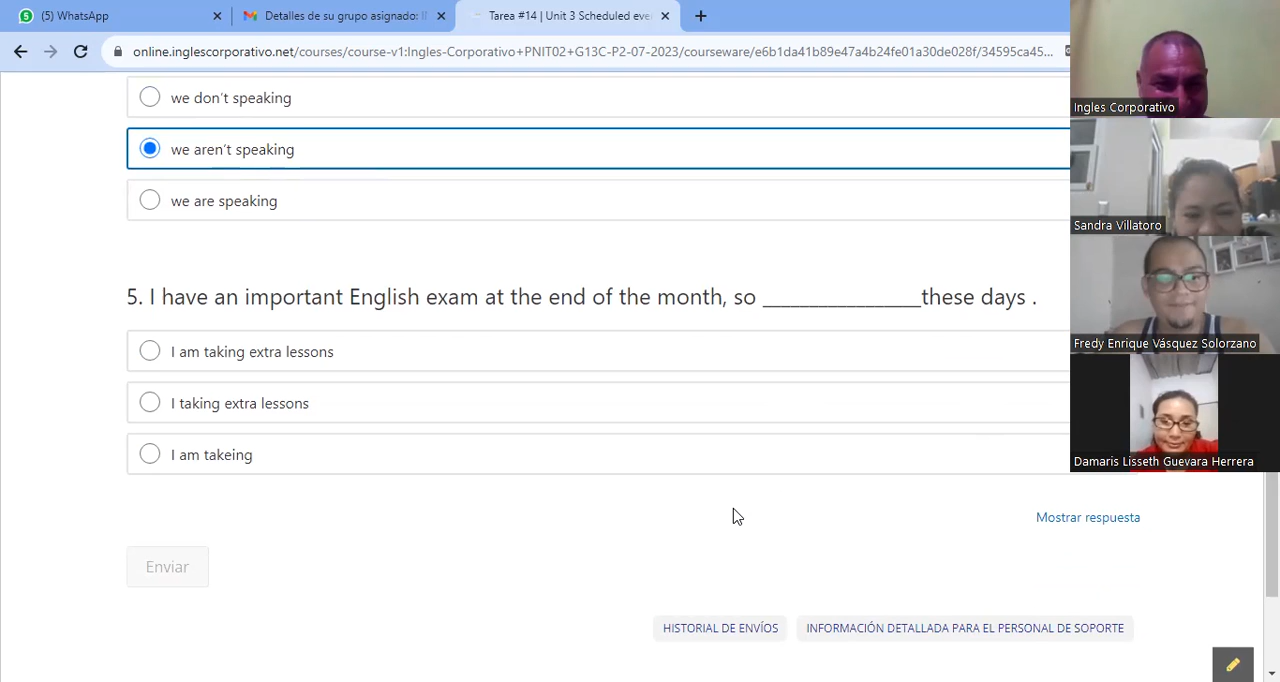 (5) WhatsApp
Detalles de su grupo asignado: I
Tarea #14 | Unit 3 Scheduled eve
online.inglescorporativo.net/courses/course-v1:Ingles-Corporativo+PNIT02+G13C-P2-07-2023/courseware/e6b1da41b89e47a4b24fe01a30de028f/34595ca45...
we don't speaking
we aren't speaking
we are speaking
5. I have an important English exam at the end of the month, so ________________these days .
I am taking extra lessons
I taking extra lessons
I am takeing
Mostrar respuesta
Enviar
HISTORIAL DE ENVÍOS
INFORMACIÓN DETALLADA PARA EL PERSONAL DE SOPORTE
Ingles Corporativo
Sandra Villatoro
Fredy Enrique Vásquez Solorzano
Damaris Lisseth Guevara Herrera